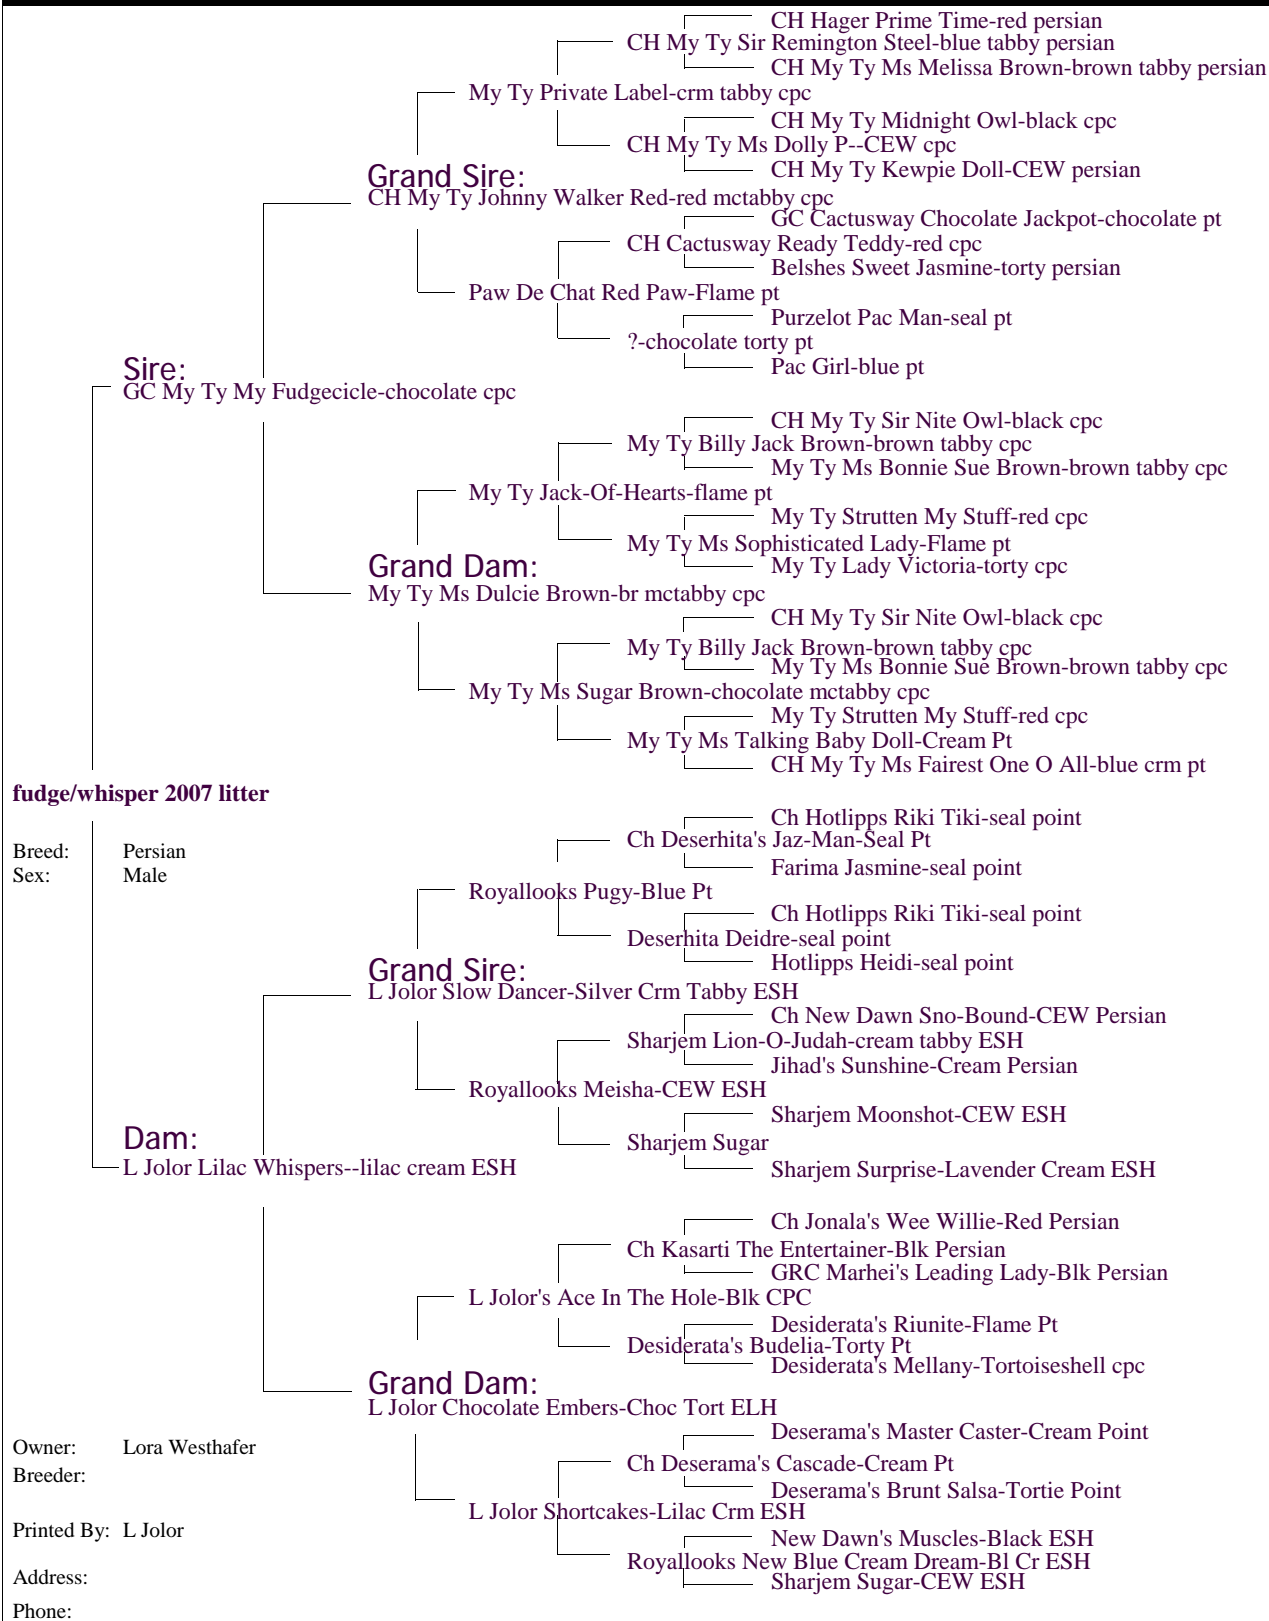 CH Hager Prime Time-red persian
CH My Ty Sir Remington Steel-blue tabby persian
CH My Ty Ms Melissa Brown-brown tabby persian
My Ty Private Label-crm tabby cpc
CH My Ty Midnight Owl-black cpc
CH My Ty Ms Dolly P--CEW cpc
CH My Ty Kewpie Doll-CEW persian
Grand Sire:
CH My Ty Johnny Walker Red-red mctabby cpc
GC Cactusway Chocolate Jackpot-chocolate pt
CH Cactusway Ready Teddy-red cpc
Belshes Sweet Jasmine-torty persian
Paw De Chat Red Paw-Flame pt
Purzelot Pac Man-seal pt
?-chocolate torty pt
Pac Girl-blue pt
Sire:
GC My Ty My Fudgecicle-chocolate cpc
CH My Ty Sir Nite Owl-black cpc
My Ty Billy Jack Brown-brown tabby cpc
My Ty Ms Bonnie Sue Brown-brown tabby cpc
My Ty Jack-Of-Hearts-flame pt
My Ty Strutten My Stuff-red cpc
My Ty Ms Sophisticated Lady-Flame pt
My Ty Lady Victoria-torty cpc
Grand Dam:
My Ty Ms Dulcie Brown-br mctabby cpc
CH My Ty Sir Nite Owl-black cpc
My Ty Billy Jack Brown-brown tabby cpc
My Ty Ms Bonnie Sue Brown-brown tabby cpc
My Ty Ms Sugar Brown-chocolate mctabby cpc
My Ty Strutten My Stuff-red cpc
My Ty Ms Talking Baby Doll-Cream Pt
CH My Ty Ms Fairest One O All-blue crm pt
fudge/whisper 2007 litter
Breed: Persian
Sex: Male
Ch Hotlipps Riki Tiki-seal point
Ch Deserhita's Jaz-Man-Seal Pt
Farima Jasmine-seal point
Royallooks Pugy-Blue Pt
Ch Hotlipps Riki Tiki-seal point
Deserhita Deidre-seal point
Hotlipps Heidi-seal point
Grand Sire:
L Jolor Slow Dancer-Silver Crm Tabby ESH
Ch New Dawn Sno-Bound-CEW Persian
Sharjem Lion-O-Judah-cream tabby ESH
Jihad's Sunshine-Cream Persian
Royallooks Meisha-CEW ESH
Sharjem Moonshot-CEW ESH
Sharjem Sugar
Sharjem Surprise-Lavender Cream ESH
Dam:
L Jolor Lilac Whispers--lilac cream ESH
Ch Jonala's Wee Willie-Red Persian
Ch Kasarti The Entertainer-Blk Persian
GRC Marhei's Leading Lady-Blk Persian
L Jolor's Ace In The Hole-Blk CPC
Desiderata's Riunite-Flame Pt
Desiderata's Budelia-Torty Pt
Desiderata's Mellany-Tortoiseshell cpc
Grand Dam:
L Jolor Chocolate Embers-Choc Tort ELH
Deserama's Master Caster-Cream Point
Ch Deserama's Cascade-Cream Pt
Deserama's Brunt Salsa-Tortie Point
L Jolor Shortcakes-Lilac Crm ESH
New Dawn's Muscles-Black ESH
Royallooks New Blue Cream Dream-Bl Cr ESH
Sharjem Sugar-CEW ESH
Owner: Lora Westhafer
Breeder:
Printed By: L Jolor
Address:
Phone: